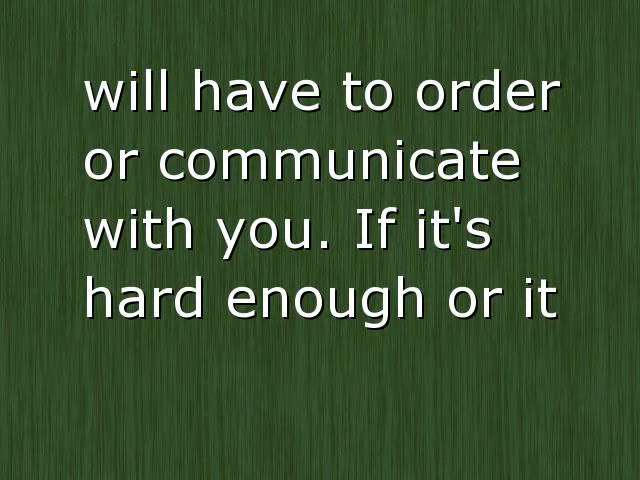 will have to order
or communicate
with you. If it's
hard enough or it